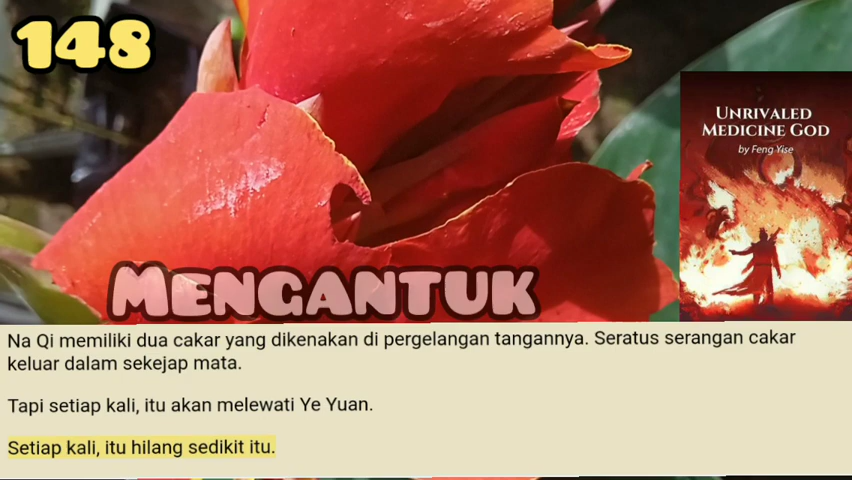 148
UNRIVALED
MEDICINE GOD
by Feng Yise
MENGANTUK
Na Qi memiliki dua cakar yang dikenakan di pergelangan tangannya. Seratus serangan cakar
keluar dalam sekejap mata.
Tapi setiap kali, itu akan melewati Ye Yuan.
Setiap kali, itu hilang sedikit itu.